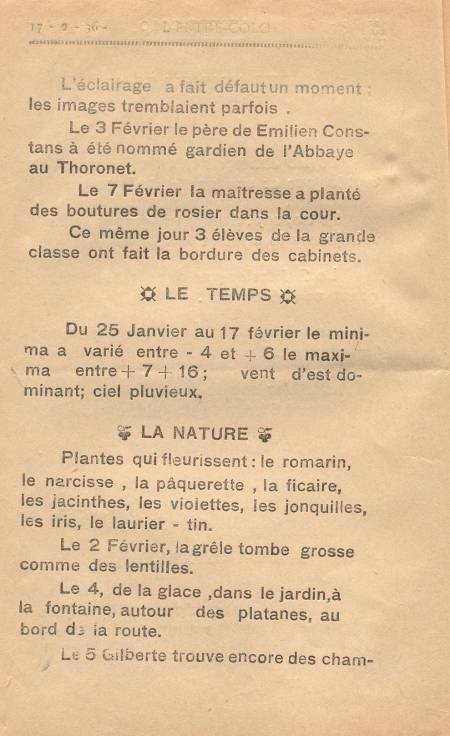 17 - 2 - 36 -
L'éclairage a fait défaut un moment :
les images tremblaient parfois .
Le 3 Février le père de Emilien Cons-
tans à été nommé gardien de l'Abbaye
au Thoronet.
Le 7 Février la maîtresse a planté
des boutures de rosier dans la cour.
Ce même jour 3 élèves de la grande
classe ont fait la bordure des cabinets.
LE TEMPS
Du 25 Janvier au 17 février le mini-
ma a varié entre - 4 et + 6 le maxi-
ma entre + 7 + 16 ; vent d'est do-
minant; ciel pluvieux.
LA NATURE
Plantes qui fleurissent : le romarin,
le narcisse , la pâquerette , la ficaire,
les jacinthes, les violettes, les jonquilles,
les iris, le laurier - tin.
Le 2 Février, la grêle tombe grosse
comme des lentilles.
Le 4, de la glace ,dans le jardin,à
la fontaine, autour des platanes, au
bord de la route.
Le 5 Gilberte trouve encore des cham-